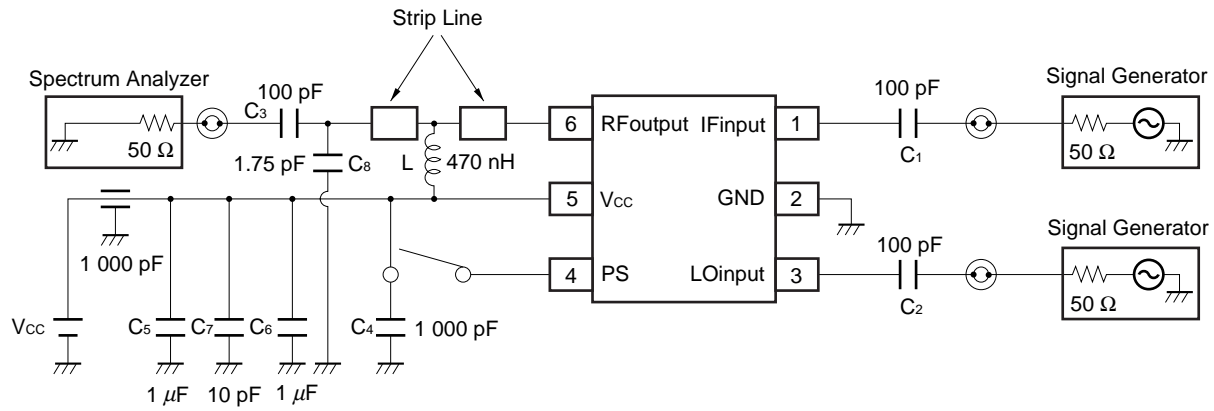 Strip Line
Spectrum Analyzer
Signal Generator
100 pF
C3
100 pF
6
RFoutput
IFinput
1
50 Ω
1.75 pF
C8
L
470 nH
C1
50 Ω
5
VCC
GND
2
Signal Generator
1 000 pF
100 pF
4
PS
LOinput
3
C2
50 Ω
VCC
C5
C7
C6
C4
1 000 pF
1 µF
10 pF
1 µF